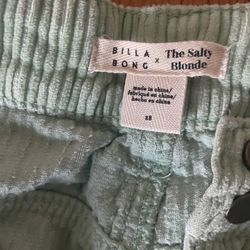 BILLA
BONG × The Salty
Blonde
made in china/
fabriqué en chine/
hecho en china
28